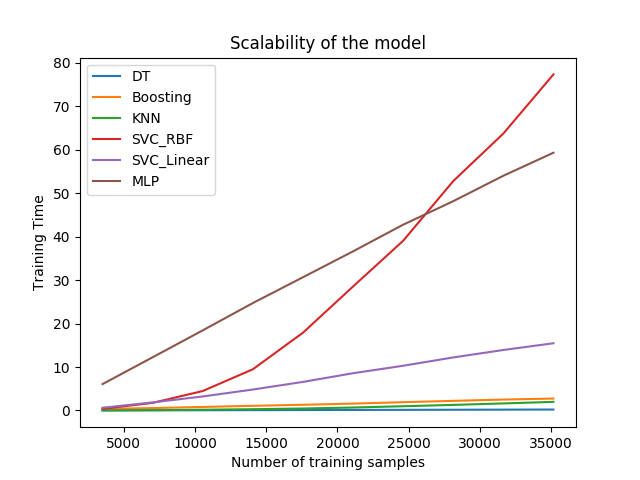 Scalability of the model
80
70
60
50
40
30
20
10
0
Training Time
DT
Boosting
KNN
SVC_RBF
SVC_Linear
MLP
5000 10000 15000 20000 25000 30000 35000
Number of training samples